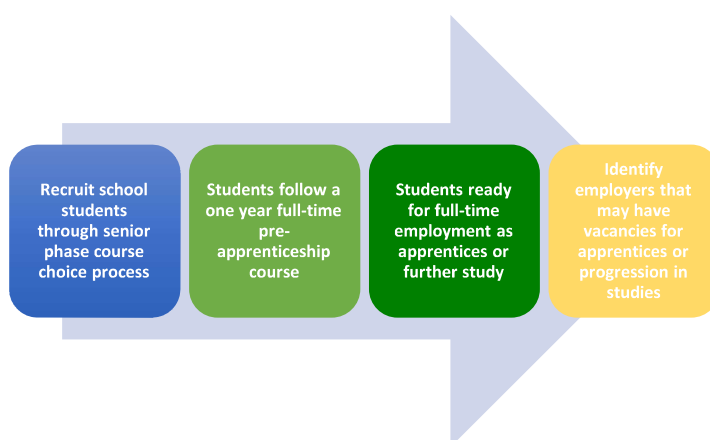 Recruit school
students
through senior
phase course
choice process
Students follow a
one year full-time
pre-
apprenticeship
course
Students ready
for full-time
employment as
apprentices or
further study
Identify
employers that
may have
vacancies for
apprentices or
progression in
studies